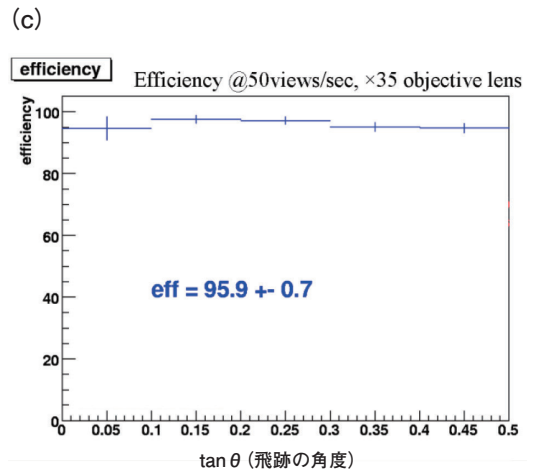 (c)
efficiency
Efficiency @50views/sec, ×35 objective lens
efficiency
100
80
60
40
20
0
eff = 95.9 +- 0.7
0 0.05 0.1 0.15 0.2 0.25 0.3 0.35 0.4 0.45 0.5
tan θ (飛跡の角度)